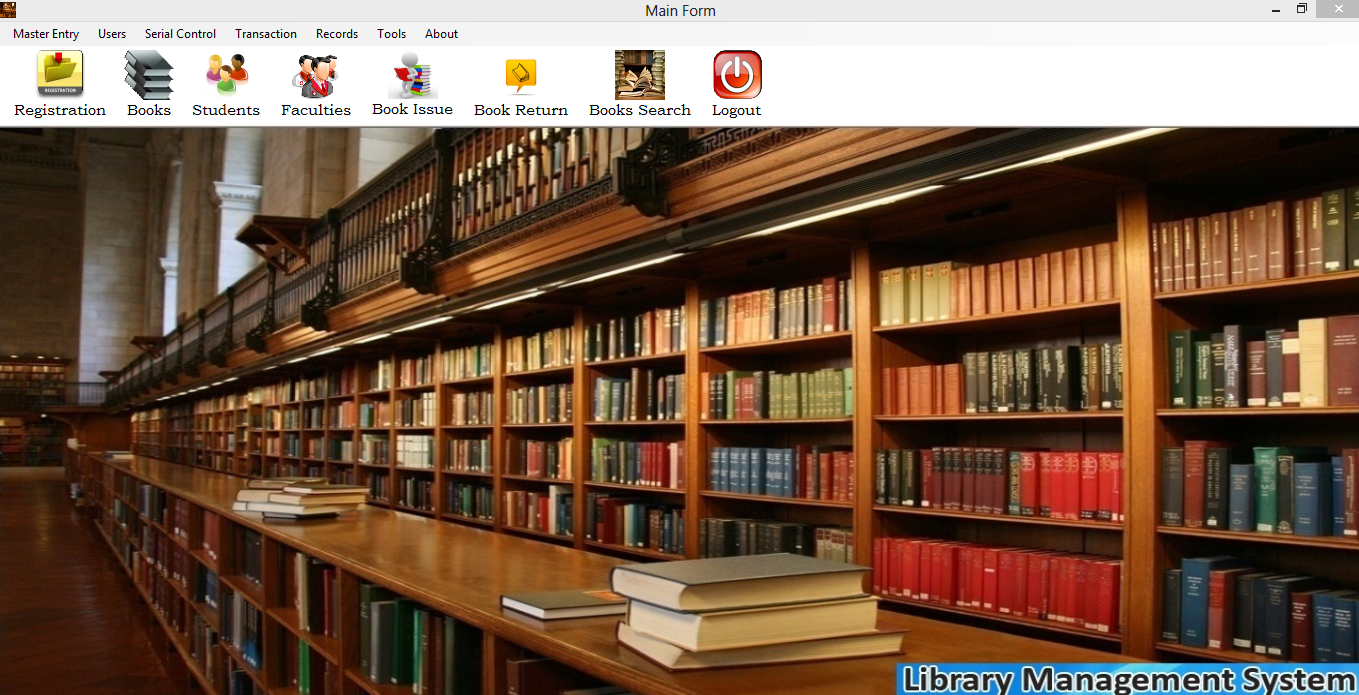 Main Form
Master Entry Users Serial Control Transaction Records Tools About
REGISTRATION
Registration Books Students Faculties Book Issue Book Return Books Search Logout
Library Management System